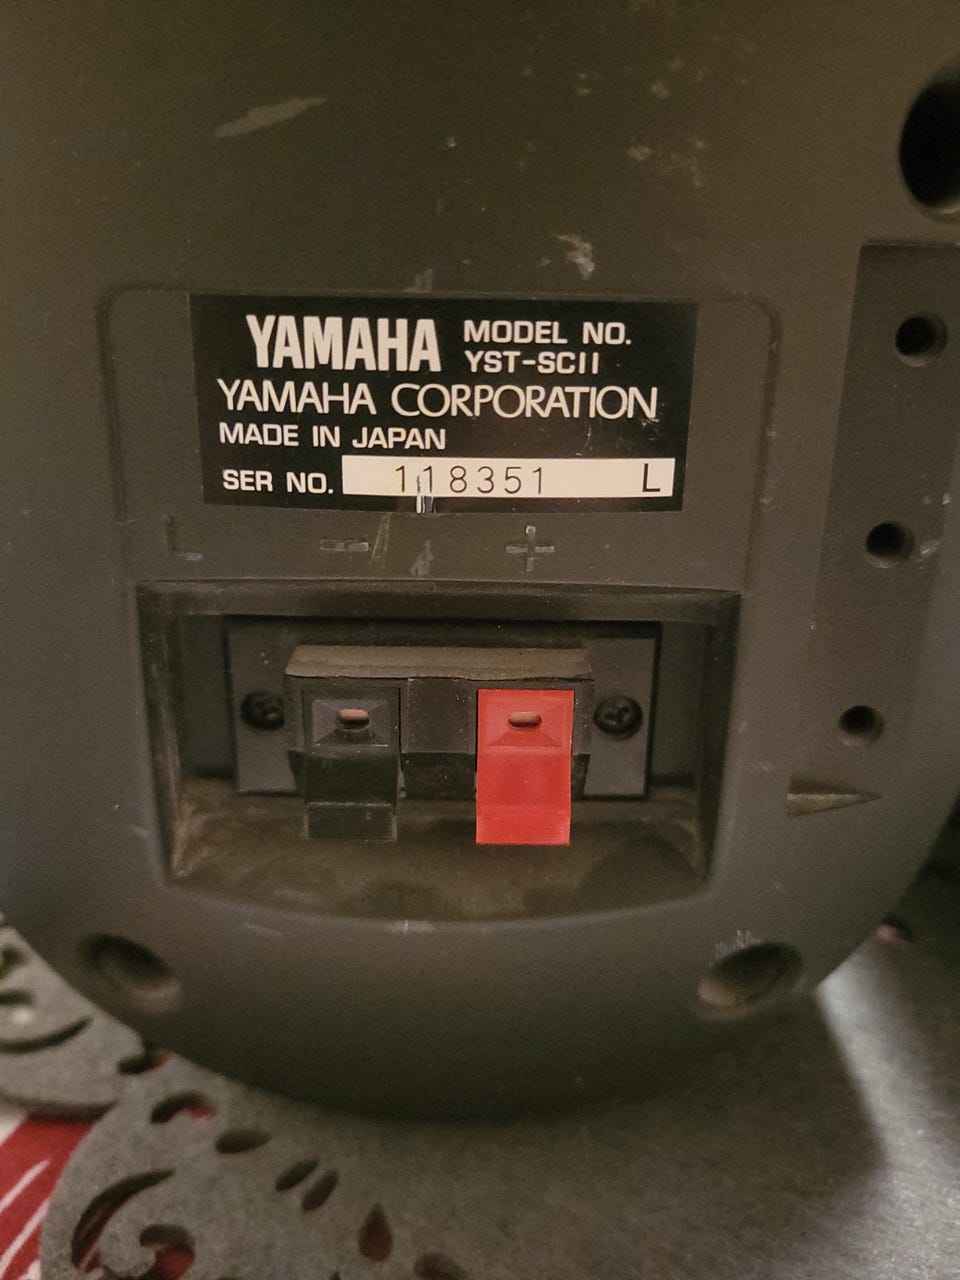 YAMAHA MODEL NO.
YST-SC11
YAMAHA CORPORATION
MADE IN JAPAN
SER NO. 118351 L
L - +